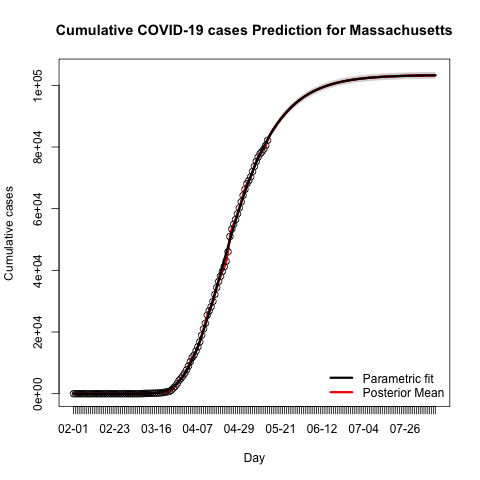 Cumulative COVID-19 cases Prediction for Massachusetts
Cumulative cases
1e+05
8e+04
6e+04
4e+04
2e+04
0e+00
Parametric fit
Posterior Mean
02-01 02-23 03-16 04-07 04-29 05-21 06-12 07-04 07-26
Day